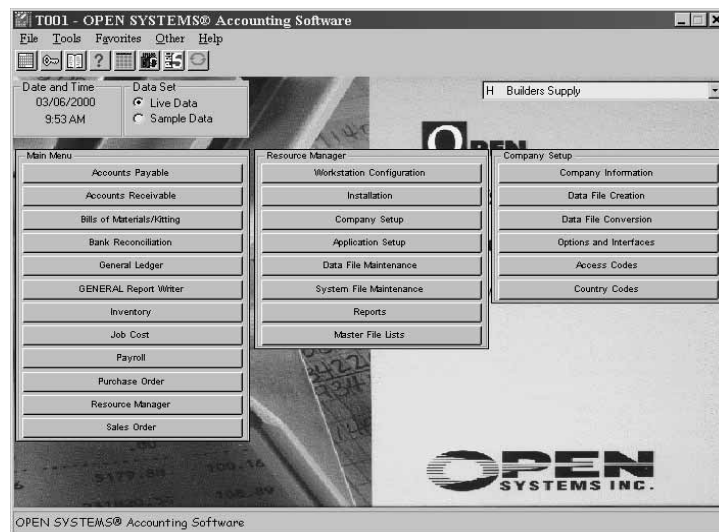 T001 - OPEN SYSTEMS® Accounting Software
File Tools Favorites Other Help
Date and Time
03/06/2000
9:53 AM
Data Set
Live Data
Sample Data
H Builders Supply
OPEN
Main Menu
Accounts Payable
Accounts Receivable
Bills of Materials/Kitting
Bank Reconciliation
General Ledger
GENERAL Report Writer
Inventory
Job Cost
Payroll
Purchase Order
Resource Manager
Sales Order
Resource Manager
Workstation Configuration
Installation
Company Setup
Application Setup
Data File Maintenance
System File Maintenance
Reports
Master File Lists
Company Setup
Company Information
Data File Creation
Data File Conversion
Options and Interfaces
Access Codes
Country Codes
5179.88 100.16
OPEN
SYSTEMS INC.
OPEN SYSTEMS® Accounting Software